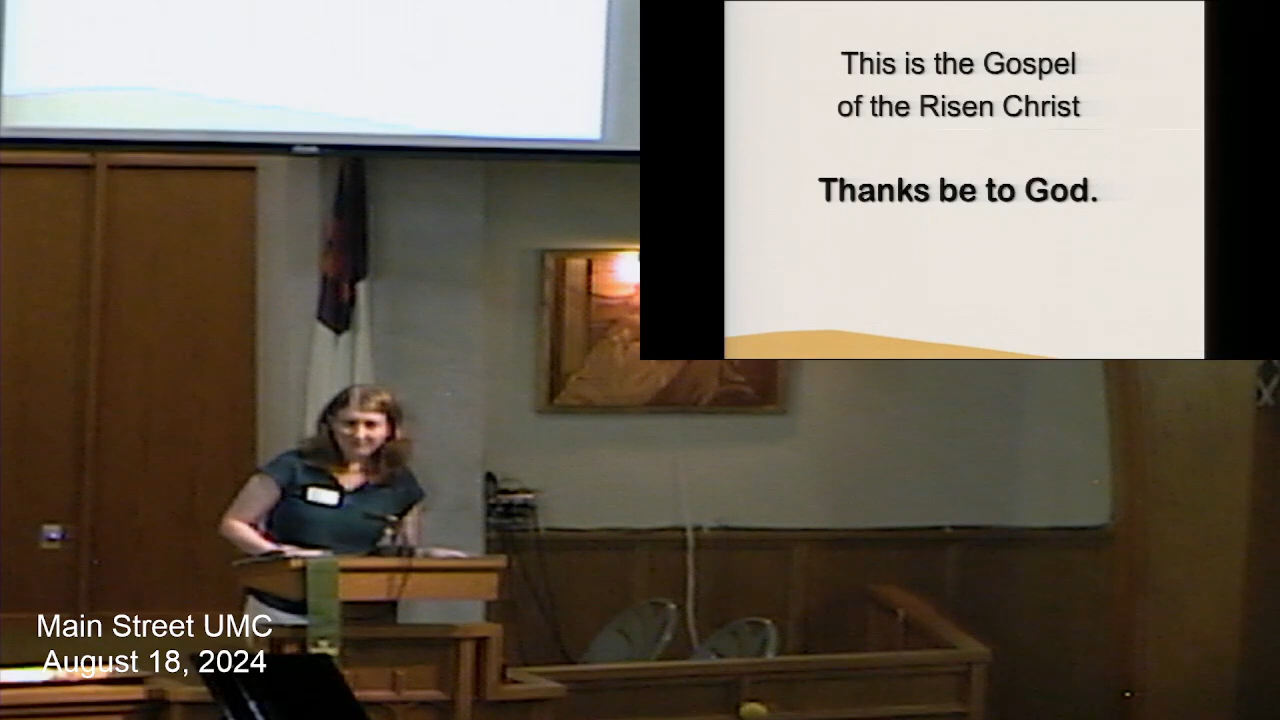 This is the Gospel
of the Risen Christ
Thanks be to God.
Main Street UMC
August 18, 2024